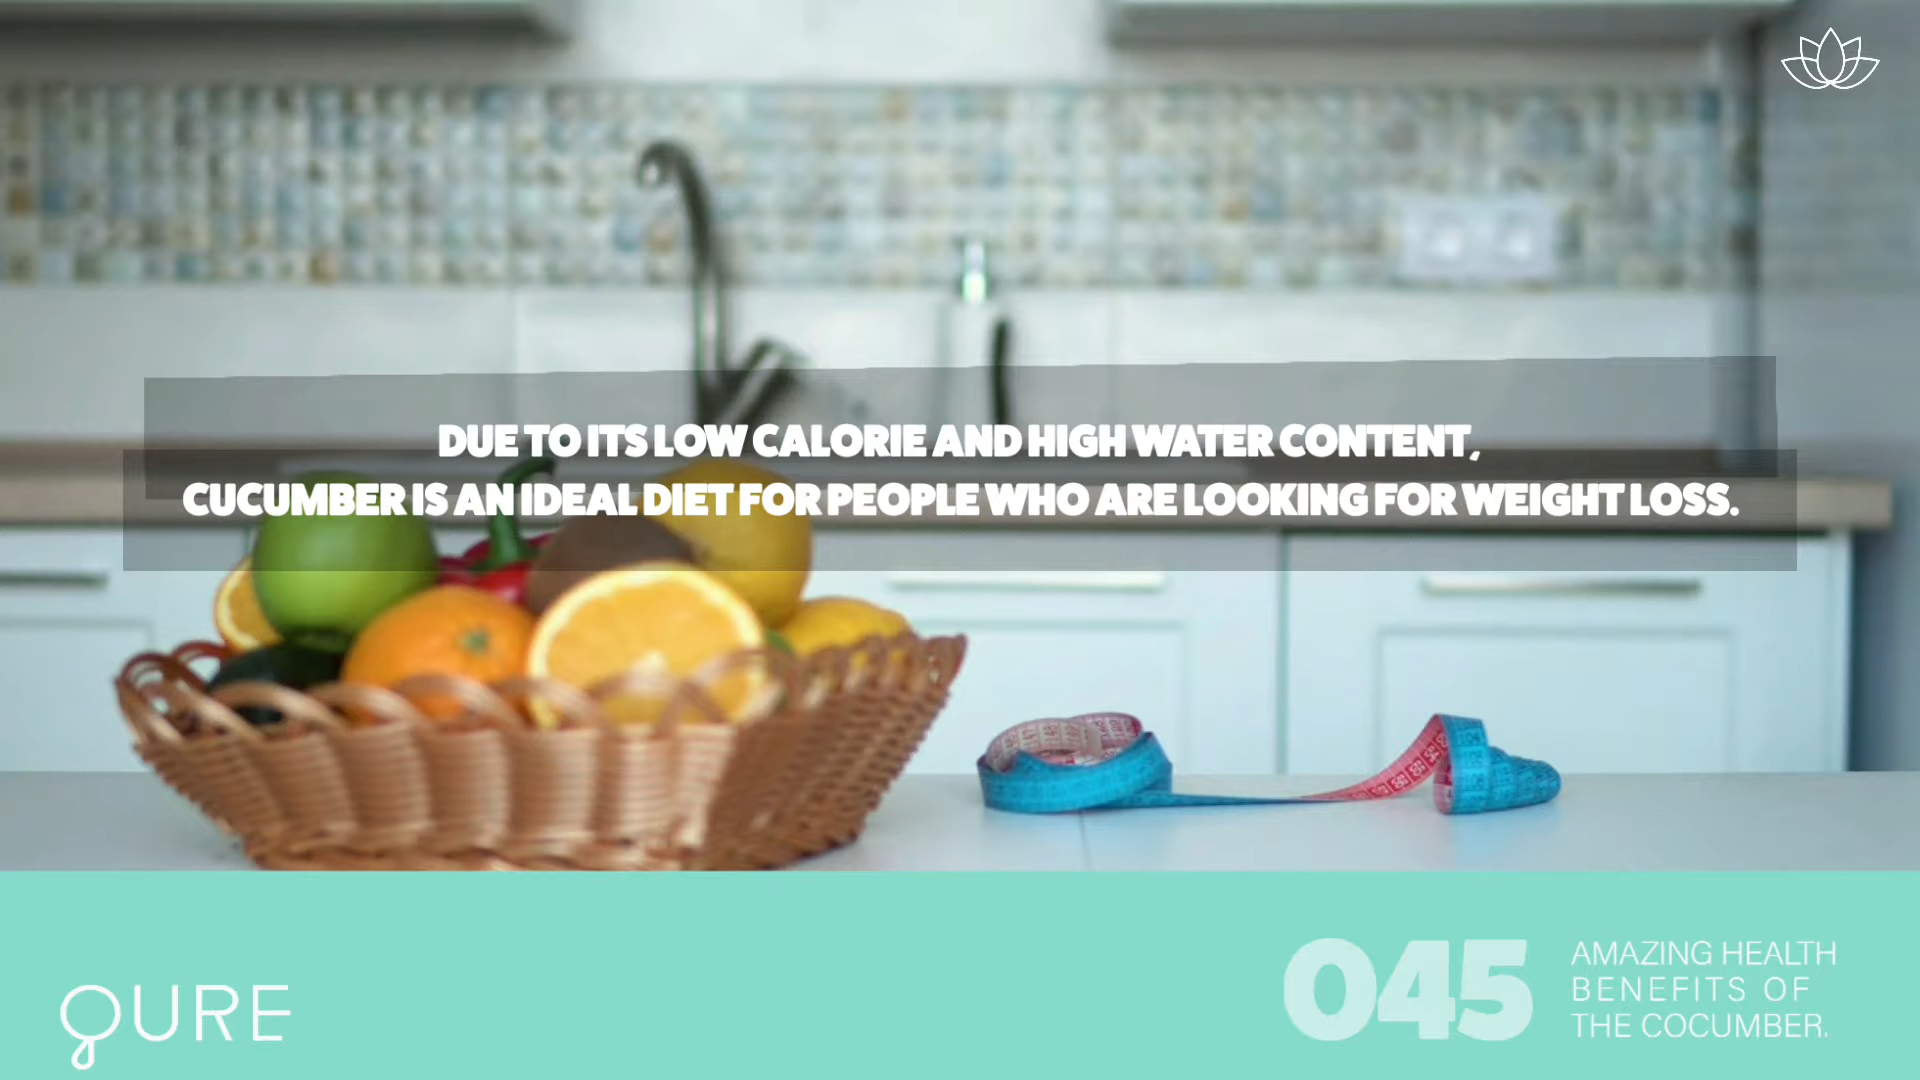 DUE TO ITS LOW CALORIE AND HIGH WATER CONTENT,
CUCUMBER IS AN IDEAL DIET FOR PEOPLE WHO ARE LOOKING FOR WEIGHT LOSS.
QURE
045
AMAZING HEALTH
BENEFITS OF
THE COCUMBER.